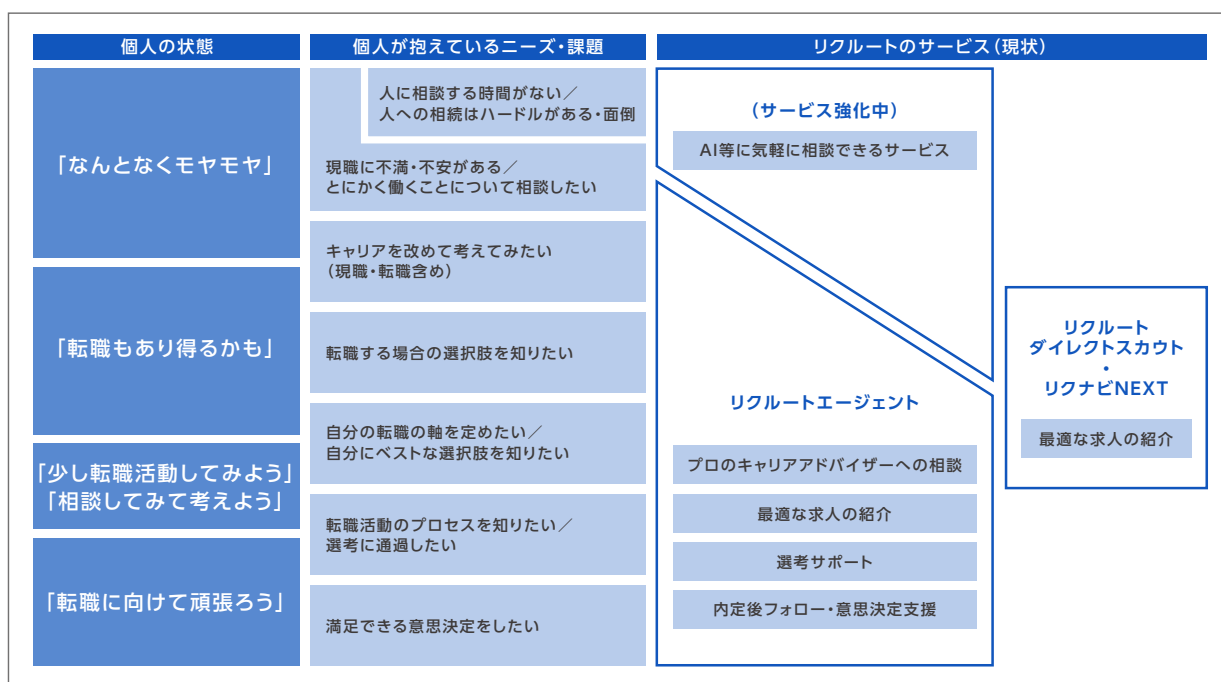 個人の状態
個人が抱えているニーズ・課題
リクルートのサービス(現状)
「なんとなくモヤモヤ」
「転職もあり得るかも」
「少し転職活動してみよう」
「相談してみて考えよう」
「転職に向けて頑張ろう」
人に相談する時間がない/
人への相続はハードルがある・面倒
現職に不満・不安がある/
とにかく働くことについて相談したい
キャリアを改めて考えてみたい
(現職・転職含め)
転職する場合の選択肢を知りたい
自分の転職の軸を定めたい/
自分にベストな選択肢を知りたい
転職活動のプロセスを知りたい/
選考に通過したい
満足できる意思決定をしたい
(サービス強化中)
AI等に気軽に相談できるサービス
リクルートエージェント
プロのキャリアアドバイザーへの相談
最適な求人の紹介
選考サポート
内定後フォロー・意思決定支援
リクルート
ダイレクトスカウト
・
リクナビNEXT
最適な求人の紹介